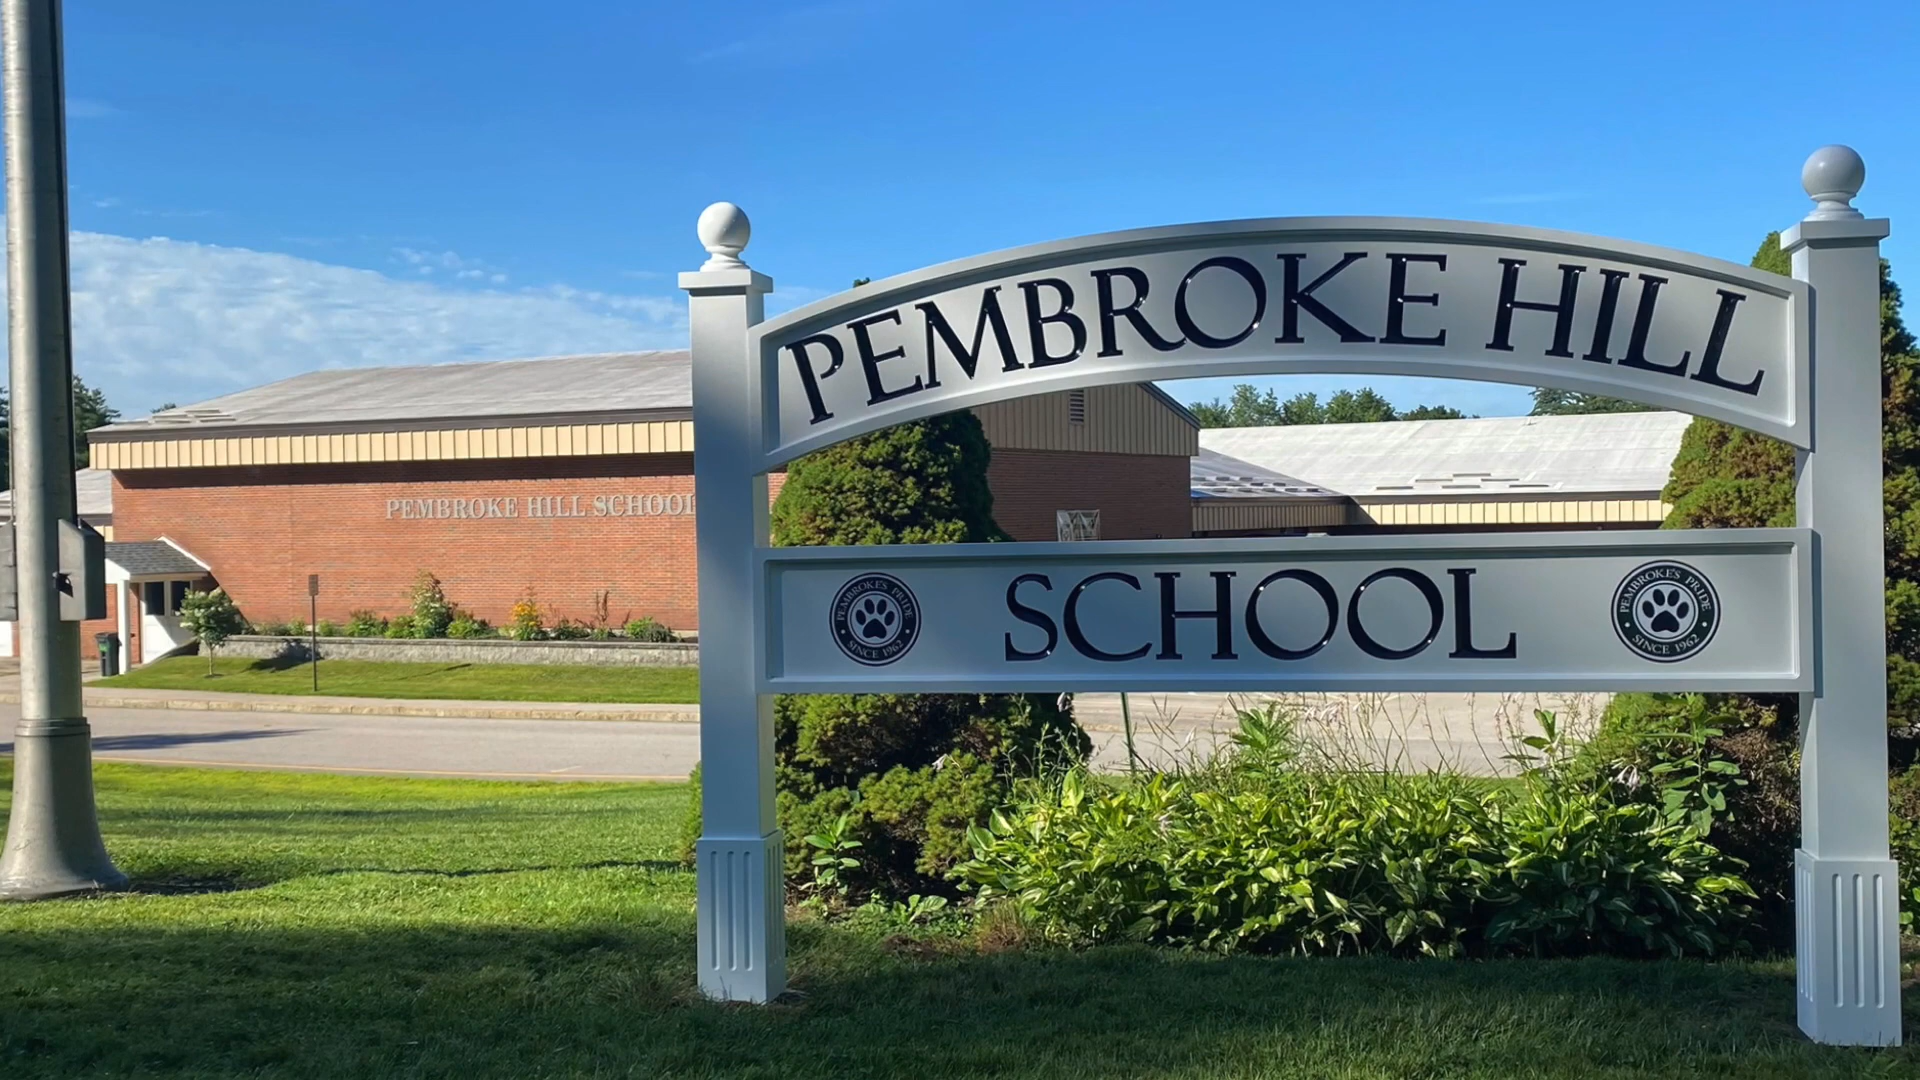 PEMBROKE HILL
SCHOOL
PEMBROKE'S PRIDE
SINCE 1962
PEMBROKE'S PRIDE
SINCE 1962
PEMBROKE HILL SCHOOL